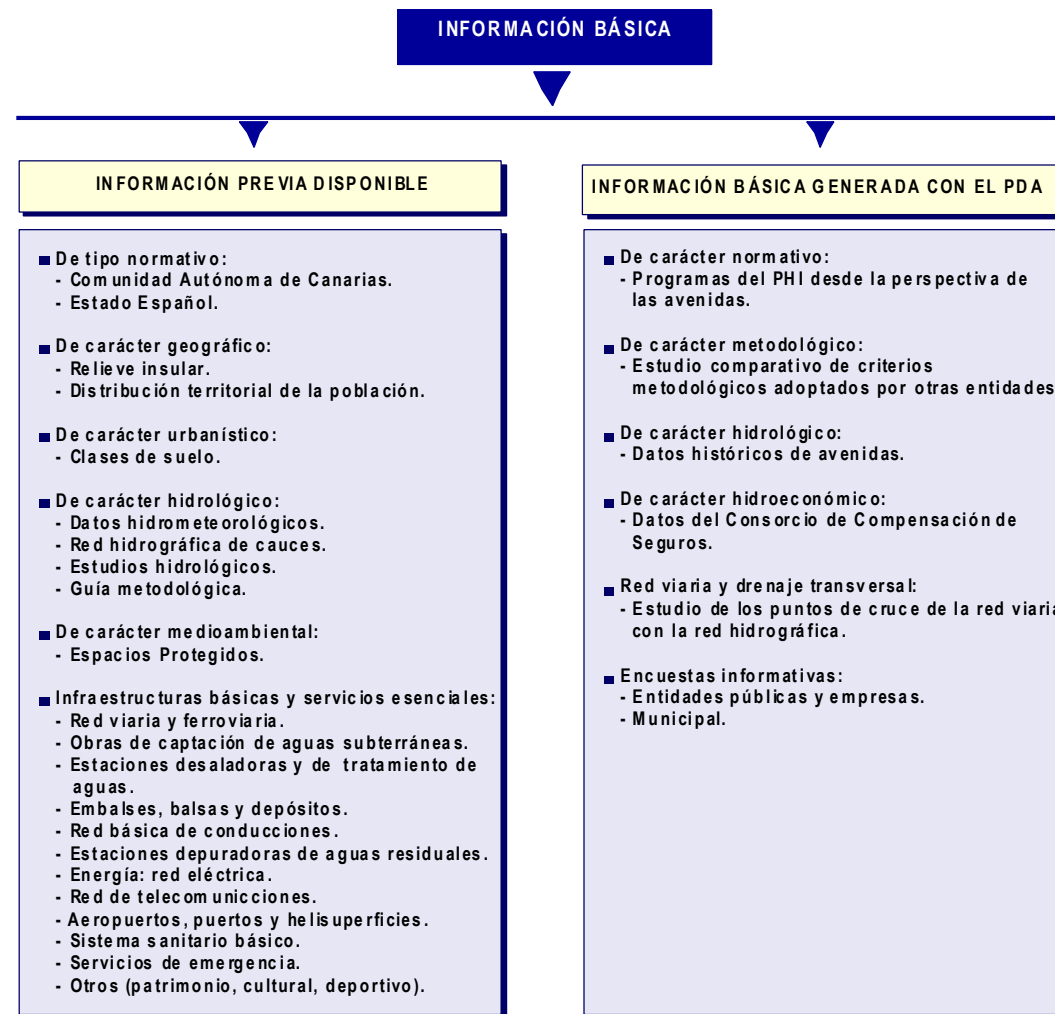 INFORMACIÓN BÁSICA
INFORMACIÓN PREVIA DISPONIBLE
De tipo normativo:
- Comunidad Autónoma de Canarias.
- Estado Español.
De carácter geográfico:
- Relieve insular.
- Distribución territorial de la población.
De carácter urbanístico:
- Clases de suelo.
De carácter hidrológico:
- Datos hidrometeorológicos.
- Red hidrográfica de cauces.
- Estudios hidrológicos.
- Guía metodológica.
De carácter medioambiental:
- Espacios Protegidos.
Infraestructuras básicas y servicios esenciales:
- Red viaria y ferroviaria.
- Obras de captación de aguas subterráneas.
- Estaciones desaladoras y de tratamiento de
aguas.
- Embalses, balsas y depósitos.
- Red básica de conducciones.
- Estaciones depuradoras de aguas residuales.
- Energía: red eléctrica.
- Red de telecomunicciones.
- Aeropuertos, puertos y helisuperficies.
- Sistema sanitario básico.
- Servicios de emergencia.
- Otros (patrimonio, cultural, deportivo).
INFORMACIÓN BÁSICA GENERADA CON EL PDA
De carácter normativo:
- Programas del PHI desde la perspectiva de
las avenidas.
De carácter metodológico:
- Estudio comparativo de criterios
metodológicos adoptados por otras entidades
De carácter hidrológico:
- Datos históricos de avenidas.
De carácter hidroeconómico:
- Datos del Consorcio de Compensación de
Seguros.
Red viaria y drenaje transversal:
- Estudio de los puntos de cruce de la red viaria
con la red hidrográfica.
Encuestas informativas:
- Entidades públicas y empresas.
- Municipal.